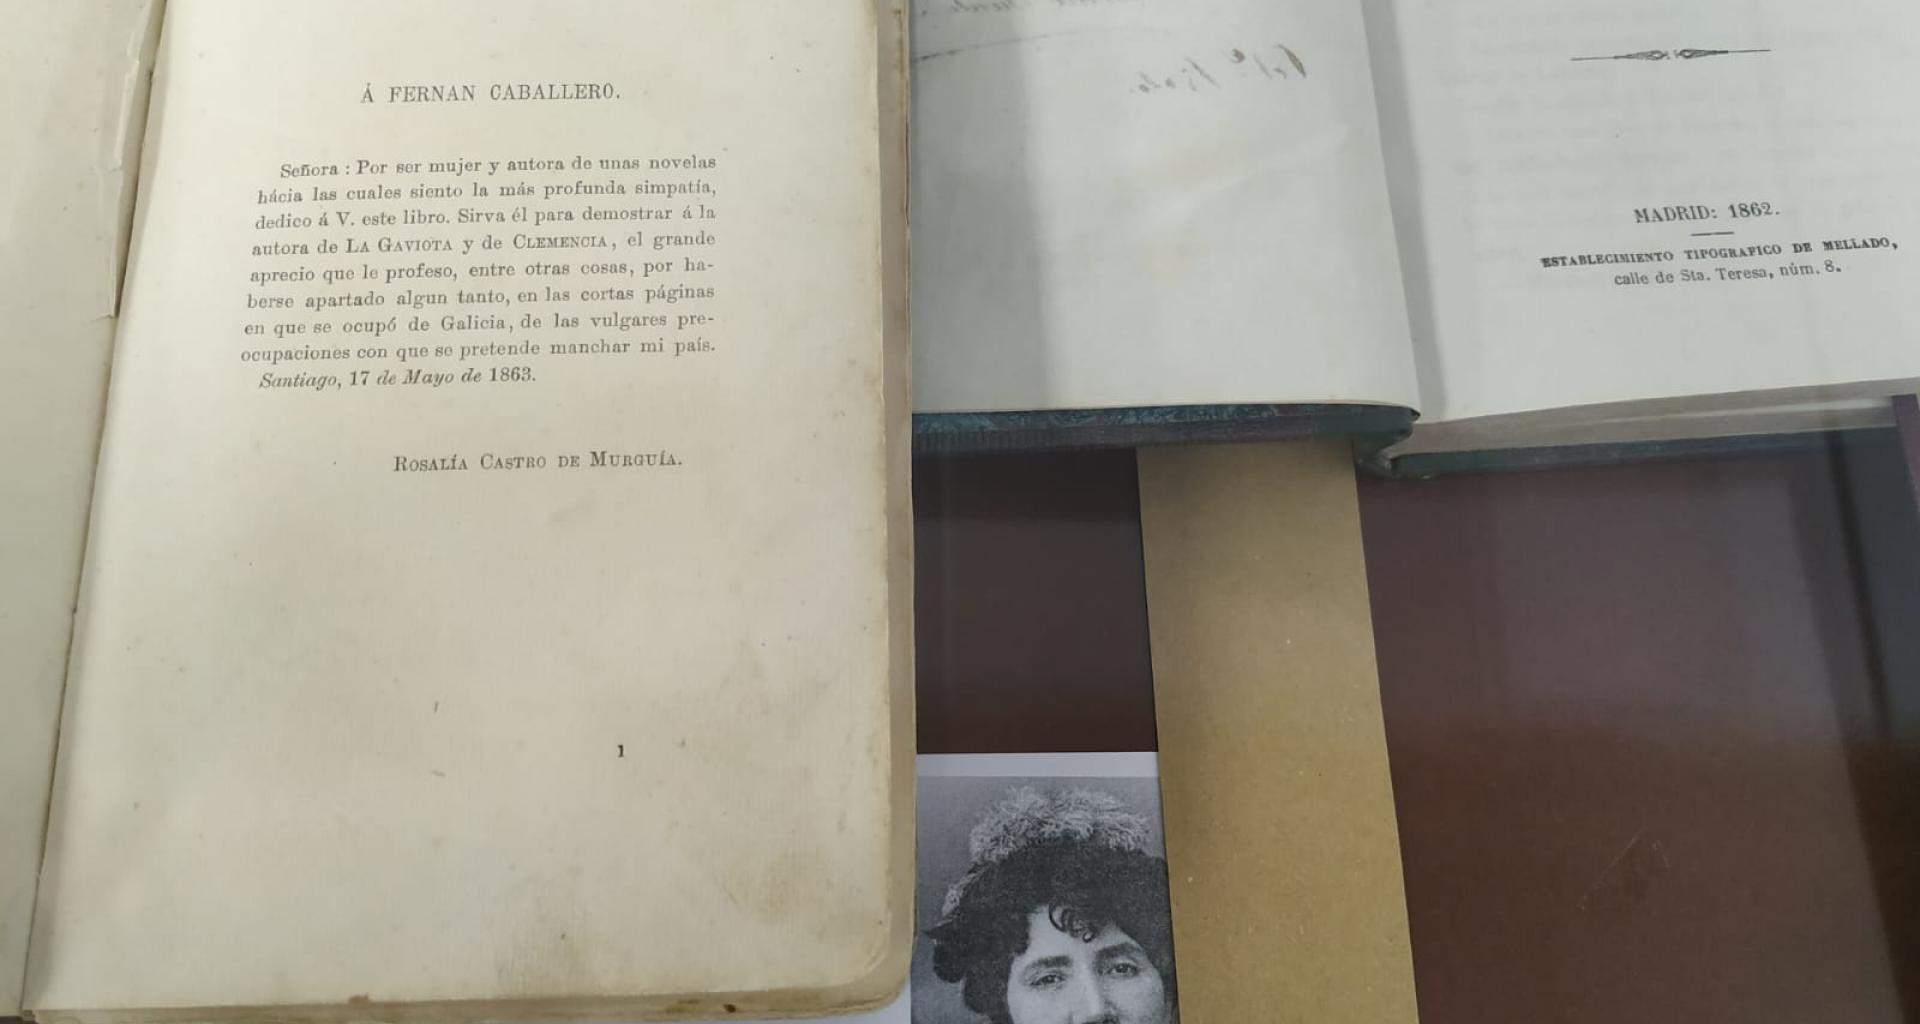 Á FERNAN CABALLERO.
Señora : Por ser mujer y autora de unas novelas
hácia las cuales siento la más profunda simpatía,
dedico á V. este libro. Sirva él para demostrar á la
autora de LA GAVIOTA y de CLEMENCIA, el grande
aprecio que le profeso, entre otras cosas, por ha-
berse apartado algun tanto, en las cortas páginas
en que se ocupó de Galicia, de las vulgares pre-
ocupaciones con que se pretende manchar mi país.
Santiago, 17 de Mayo de 1863.
ROSALÍA CASTRO DE MURGUÍA.
1
MADRID: 1862.
ESTABLECIMIENTO TIPOGRAFICO DE MELLADO,
calle de Sta. Teresa, núm. 8.